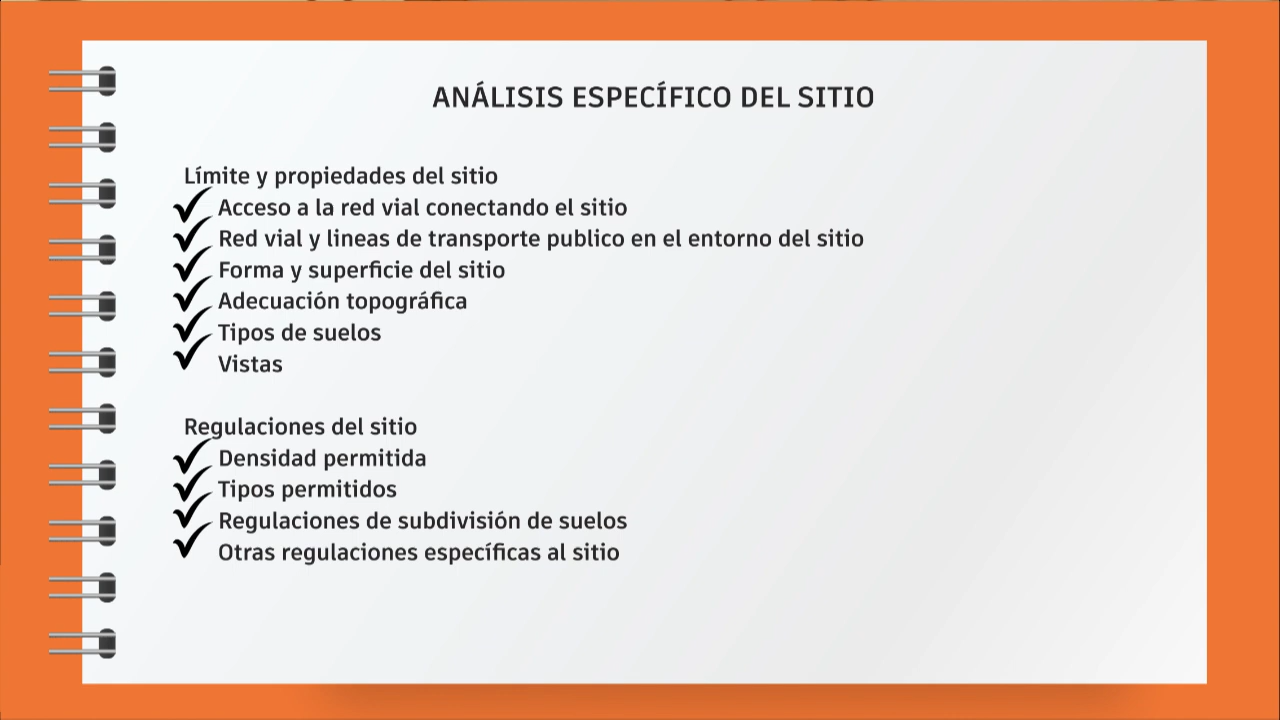 ANÁLISIS ESPECÍFICO DEL SITIO
Límite y propiedades del sitio
Acceso a la red vial conectando el sitio
Red vial y lineas de transporte publico en el entorno del sitio
Forma y superficie del sitio
Adecuación topográfica
Tipos de suelos
Vistas
Regulaciones del sitio
Densidad permitida
Tipos permitidos
Regulaciones de subdivisión de suelos
Otras regulaciones específicas al sitio